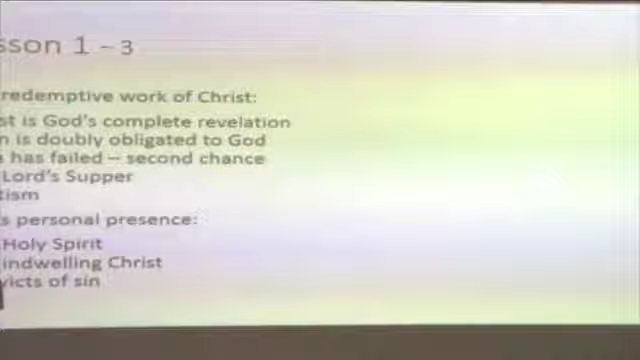 sson 1 – 3
redemptive work of Christ:
st is God's complete revelation
n is doubly obligated to God
has failed – second chance
Lord's Supper
tism
s personal presence:
Holy Spirit
indwelling Christ
victs of sin